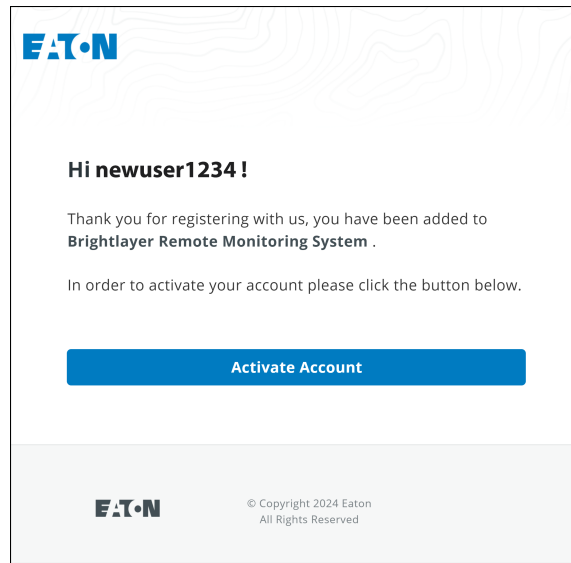 EATON
Hi newuser1234 !
Thank you for registering with us, you have been added to
Brightlayer Remote Monitoring System .
In order to activate your account please click the button below.
Activate Account
EATON
© Copyright 2024 Eaton
All Rights Reserved